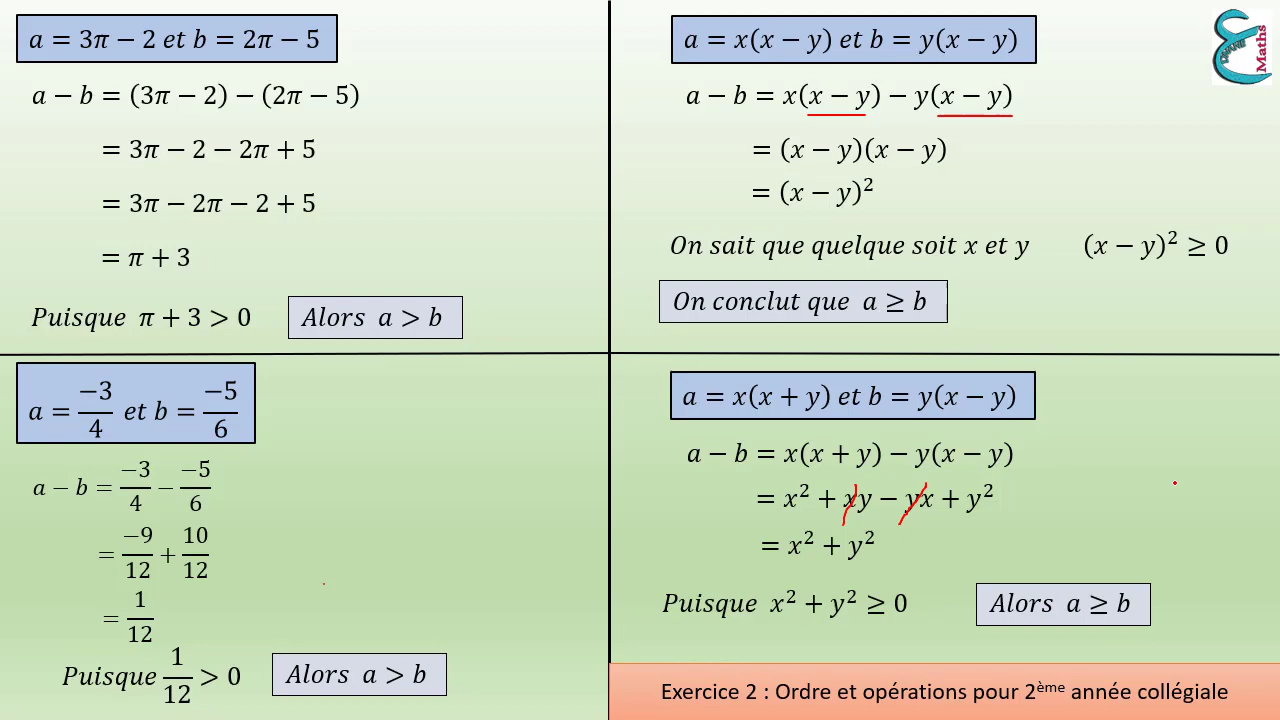 a = 3π − 2 et b = 2π − 5
a − b = (3π − 2) − (2π − 5)
= 3π − 2 − 2π + 5
= 3π − 2π − 2 + 5
= π + 3
Puisque π + 3 > 0 Alors a > b
a = x(x − y) et b = y(x − y)
a − b = x(x − y) − y(x − y)
= (x − y)(x − y)
= (x − y)²
On sait que quelque soit x et y (x − y)² ≥ 0
On conclut que a ≥ b
a = −3/4 et b = −5/6
a − b = −3/4 − −5/6
= −9/12 + 10/12
= 1/12
Puisque 1/12 > 0 Alors a > b
a = x(x + y) et b = y(x − y)
a − b = x(x + y) − y(x − y)
= x² + xy − yx + y²
= x² + y²
Puisque x² + y² ≥ 0 Alors a ≥ b
Exercice 2 : Ordre et opérations pour 2ème année collégiale
Maths